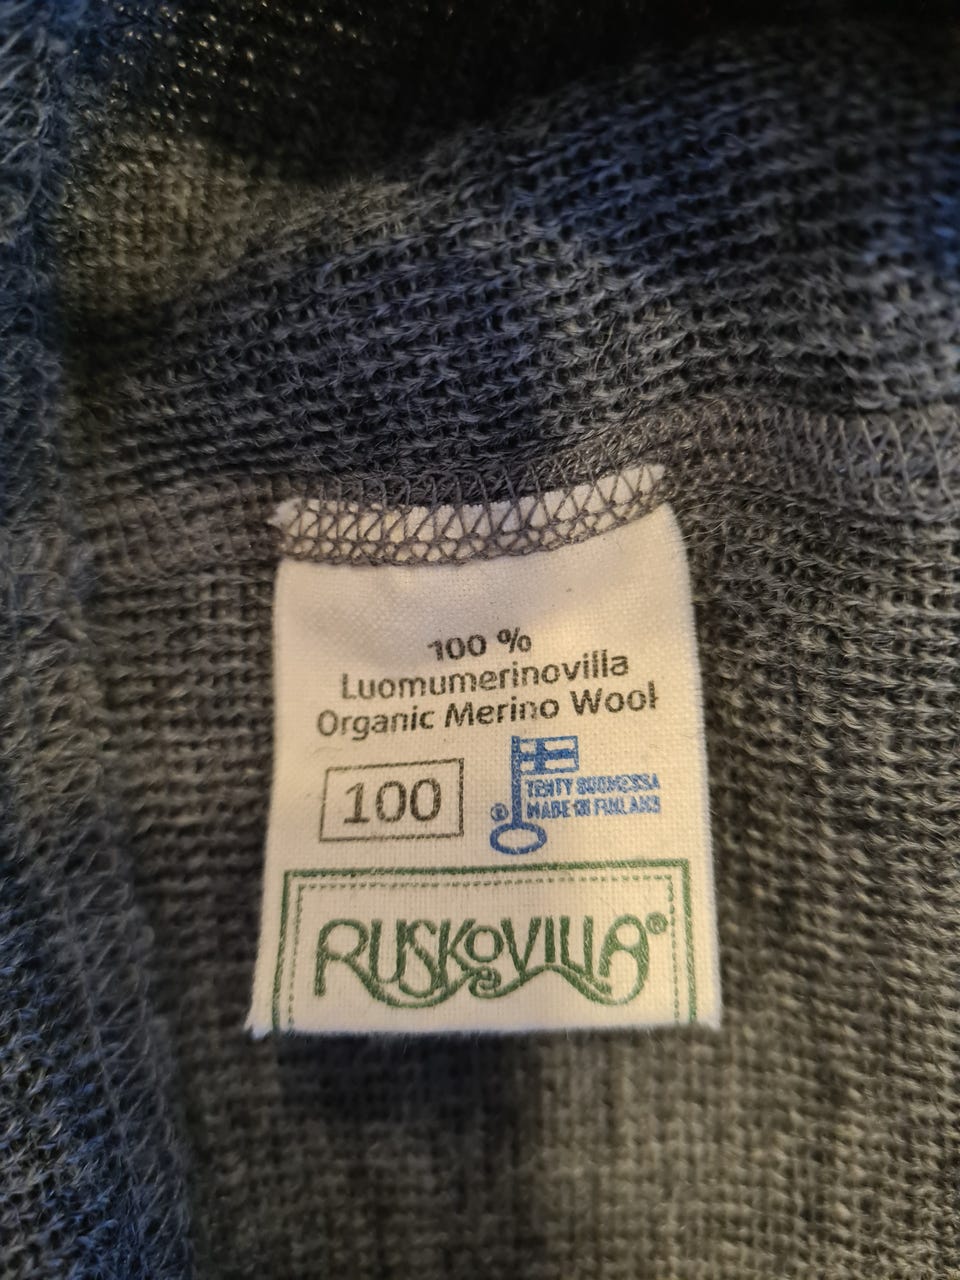 100 %
Luomumerinovilla
Organic Merino Wool
100
TEHTY SUOMESSA
® MADE IN FINLAND
RUSKOVILLA®